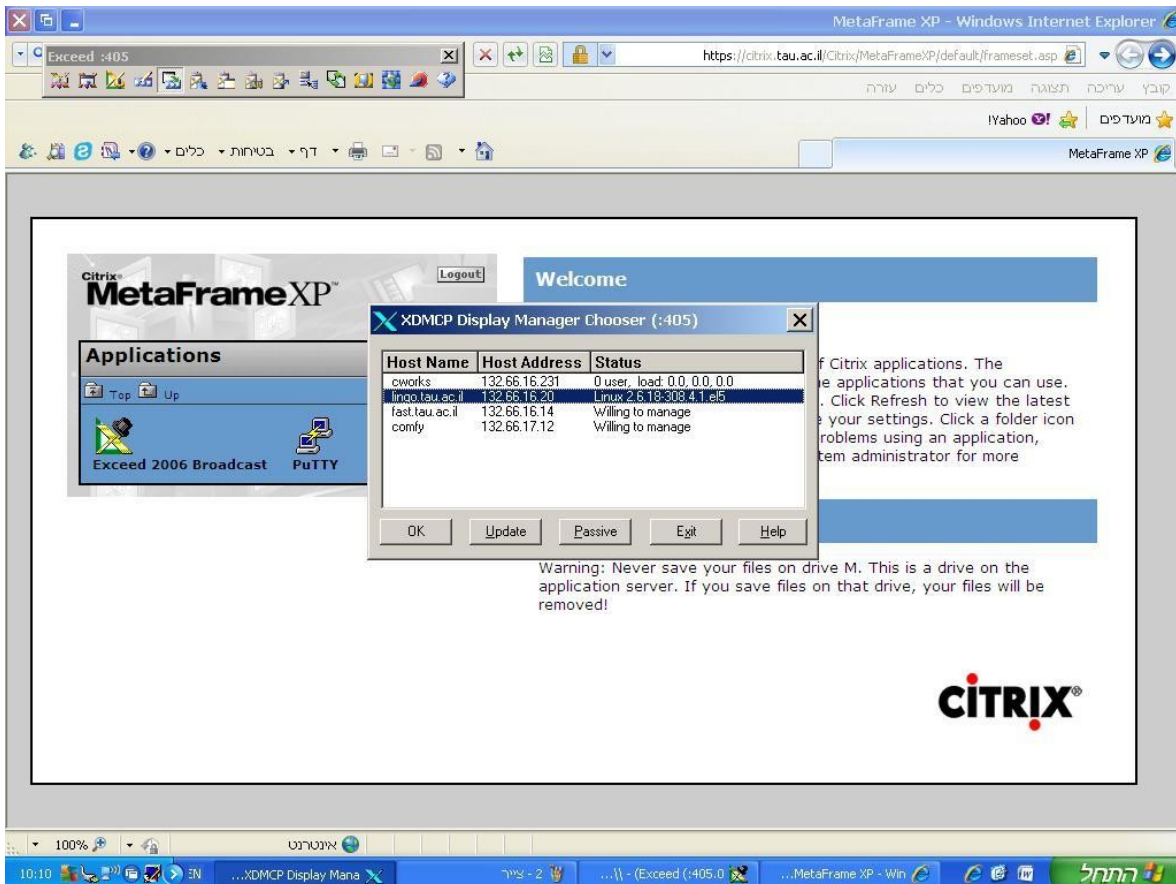 MetaFrame XP - Windows Internet Explorer
Exceed :405
https://citrix.tau.ac.il/Citrix/MetaFrameXP/default/frameset.asp
קובץ עריכה תצוגה מועדפים כלים עזרה
מועדפים Yahoo!
דף בטיחות כלים
MetaFrame XP
Citrix
MetaFrameXP™
Logout
Applications
Top Up
Exceed 2006 Broadcast PuTTY
Welcome
XDMCP Display Manager Chooser (:405)
Host Name Host Address Status
cworks 132.66.16.231 0 user, load: 0.0, 0.0, 0.0
lingo.tau.ac.il 132.66.16.20 Linux 2.6.18-308.4.1.el5
fast.tau.ac.il 132.66.16.14 Willing to manage
comfy 132.66.17.12 Willing to manage
OK Update Passive Exit Help
f Citrix applications. The
e applications that you can use.
. Click Refresh to view the latest
your settings. Click a folder icon
roblems using an application,
tem administrator for more
Warning: Never save your files on drive M. This is a drive on the
application server. If you save files on that drive, your files will be
removed!
CİTRIX®
100% אינטרנט
התחל
MetaFrame XP - Win...
\\ - (Exceed (:405.0...
2 - צייר
XDMCP Display Mana...
EN 10:10